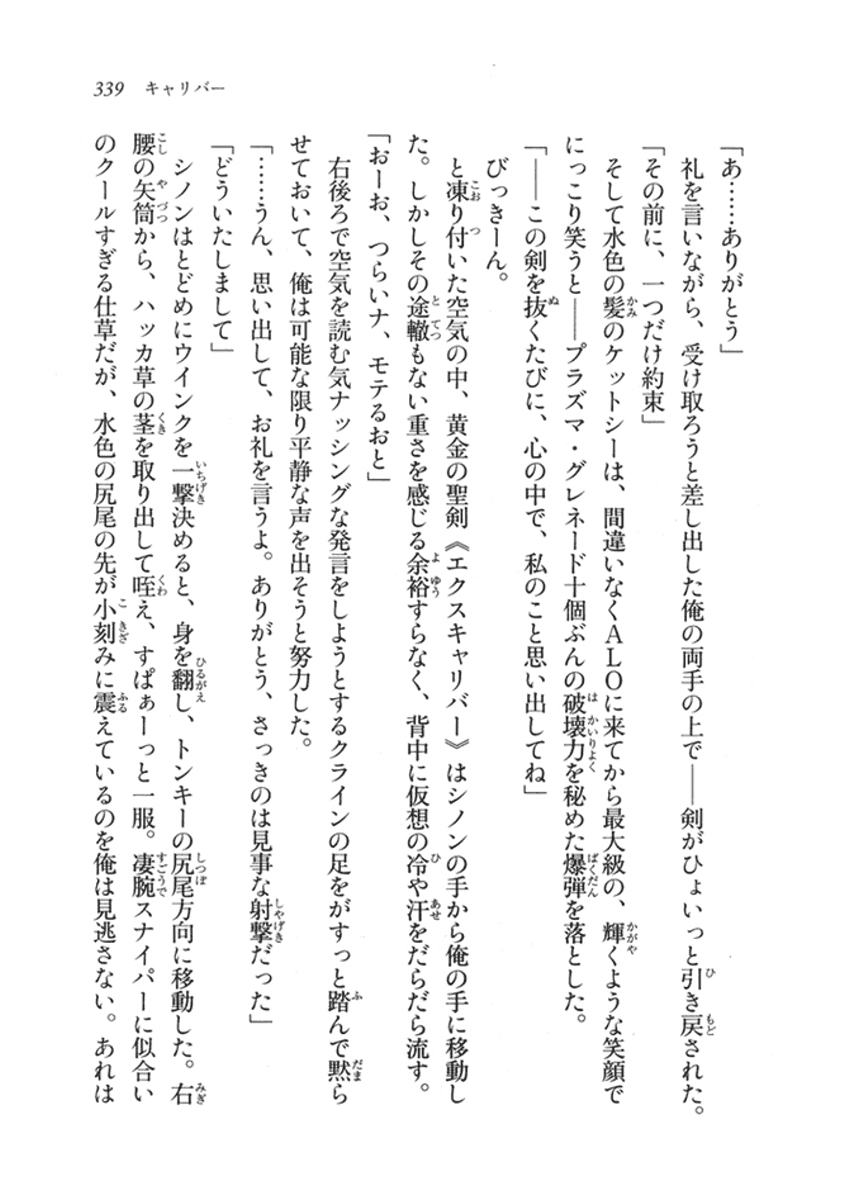 339 キャリバー
「あ……ありがとう」
礼を言いながら、受け取ろうと差し出した俺の両手の上で――剣がひょいっと引き戻された。
「その前に、一つだけ約束」
そして水色の髪のケットシーは、間違いなくＡＬＯに来てから最大級の、輝くような笑顔で
にっこり笑うと――プラズマ・グレネード十個ぶんの破壊力を秘めた爆弾を落とした。
「――この剣を抜くたびに、心の中で、私のこと思い出してね」
びっきーん。
と凍り付いた空気の中、黄金の聖剣《エクスキャリバー》はシノンの手から俺の手に移動し
た。しかしその途轍もない重さを感じる余裕すらなく、背中に仮想の冷や汗をだらだら流す。
「おーお、つらいナ、モテるおと」
右後ろで空気を読む気ナッシングな発言をしようとするクラインの足をがすっと踏んで黙ら
せておいて、俺は可能な限り平静な声を出そうと努力した。
「……うん、思い出して、お礼を言うよ。ありがとう、さっきのは見事な射撃だった」
「どういたしまして」
シノンはとどめにウインクを一撃決めると、身を翻し、トンキーの尻尾方向に移動した。右
腰の矢筒から、ハッカ草の茎を取り出して咥え、すぱぁーっと一服。凄腕スナイパーに似合い
のクールすぎる仕草だが、水色の尻尾の先が小刻みに震えているのを俺は見逃さない。あれは